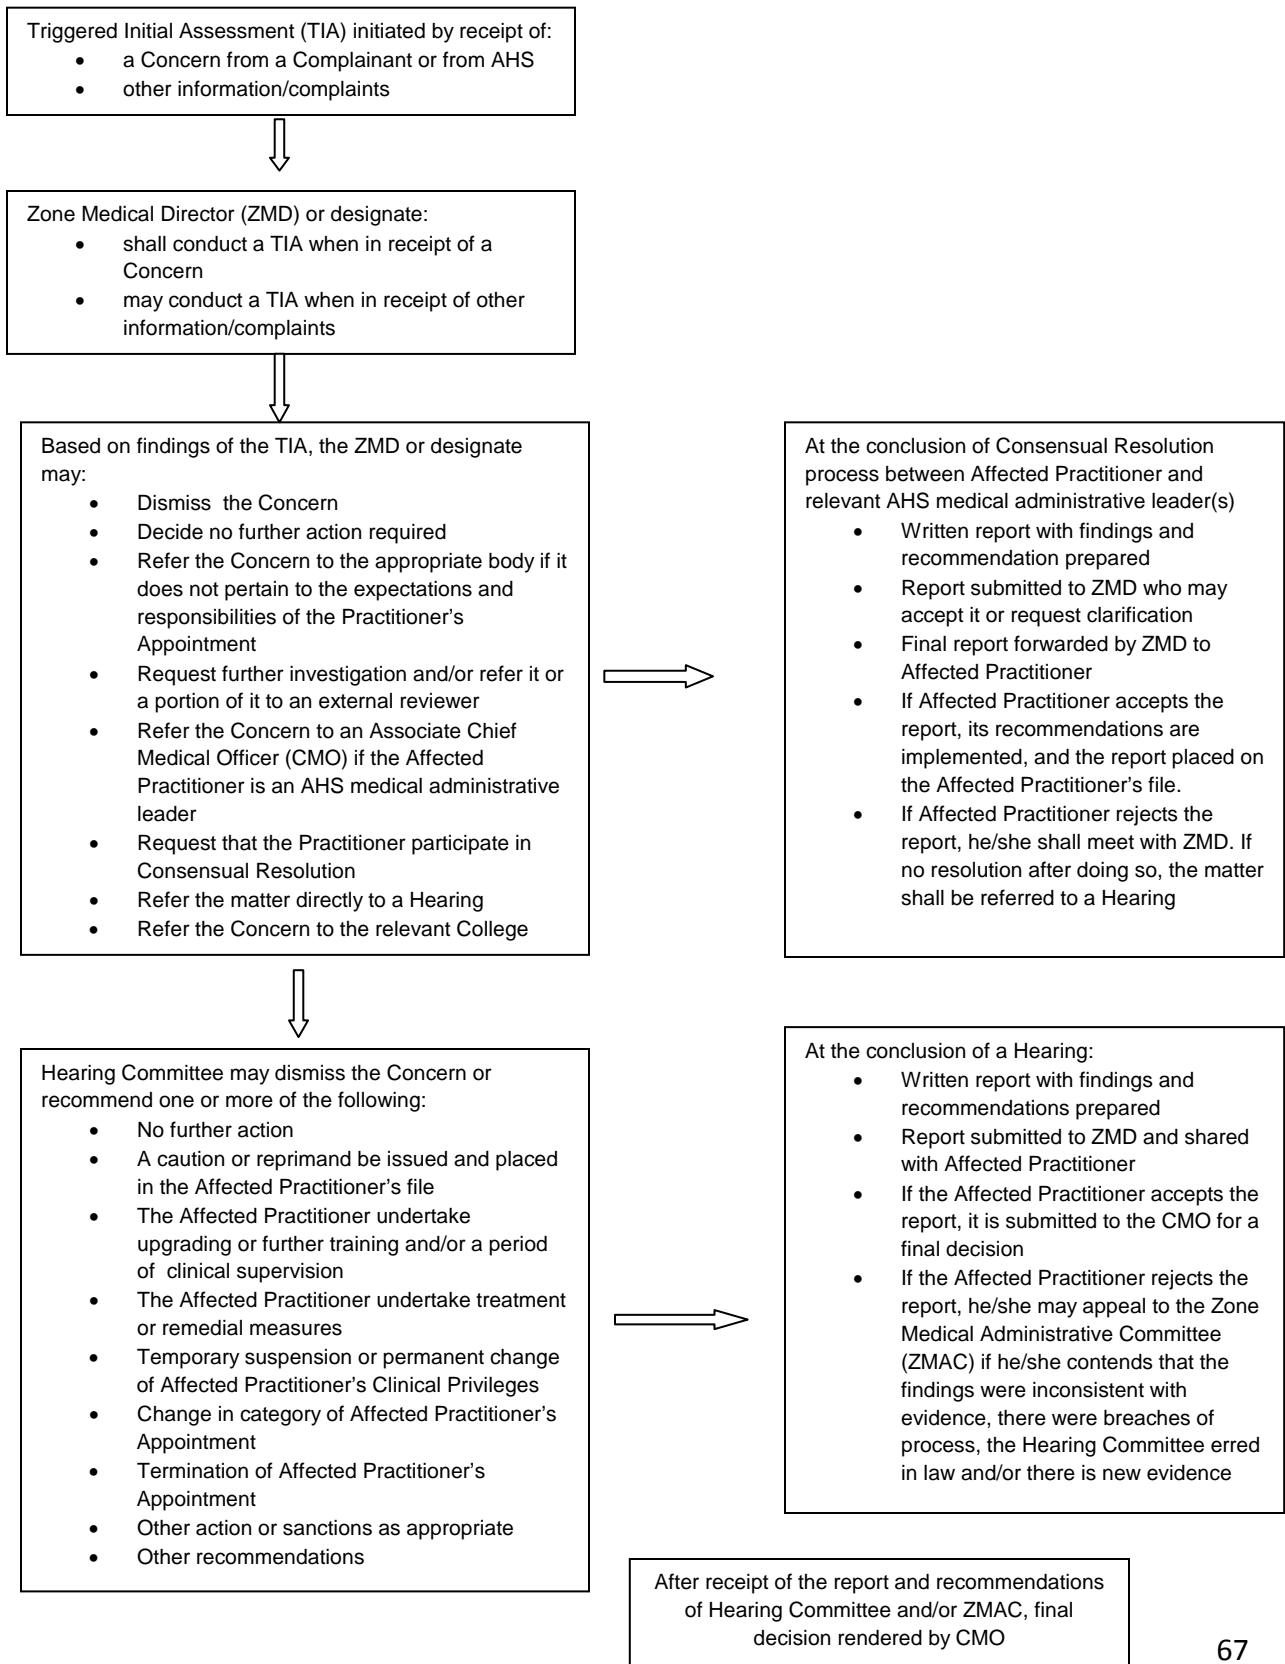 Triggered Initial Assessment (TIA) initiated by receipt of:
• a Concern from a Complainant or from AHS
• other information/complaints
Zone Medical Director (ZMD) or designate:
• shall conduct a TIA when in receipt of a
Concern
• may conduct a TIA when in receipt of other
information/complaints
Based on findings of the TIA, the ZMD or designate
may:
• Dismiss the Concern
• Decide no further action required
• Refer the Concern to the appropriate body if it
does not pertain to the expectations and
responsibilities of the Practitioner's
Appointment
• Request further investigation and/or refer it or
a portion of it to an external reviewer
• Refer the Concern to an Associate Chief
Medical Officer (CMO) if the Affected
Practitioner is an AHS medical administrative
leader
• Request that the Practitioner participate in
Consensual Resolution
• Refer the matter directly to a Hearing
• Refer the Concern to the relevant College
At the conclusion of Consensual Resolution
process between Affected Practitioner and
relevant AHS medical administrative leader(s)
• Written report with findings and
recommendation prepared
• Report submitted to ZMD who may
accept it or request clarification
• Final report forwarded by ZMD to
Affected Practitioner
• If Affected Practitioner accepts the
report, its recommendations are
implemented, and the report placed on
the Affected Practitioner's file.
• If Affected Practitioner rejects the
report, he/she shall meet with ZMD. If
no resolution after doing so, the matter
shall be referred to a Hearing
Hearing Committee may dismiss the Concern or
recommend one or more of the following:
• No further action
• A caution or reprimand be issued and placed
in the Affected Practitioner's file
• The Affected Practitioner undertake
upgrading or further training and/or a period
of clinical supervision
• The Affected Practitioner undertake treatment
or remedial measures
• Temporary suspension or permanent change
of Affected Practitioner's Clinical Privileges
• Change in category of Affected Practitioner's
Appointment
• Termination of Affected Practitioner's
Appointment
• Other action or sanctions as appropriate
• Other recommendations
At the conclusion of a Hearing:
• Written report with findings and
recommendations prepared
• Report submitted to ZMD and shared
with Affected Practitioner
• If the Affected Practitioner accepts the
report, it is submitted to the CMO for a
final decision
• If the Affected Practitioner rejects the
report, he/she may appeal to the Zone
Medical Administrative Committee
(ZMAC) if he/she contends that the
findings were inconsistent with
evidence, there were breaches of
process, the Hearing Committee erred
in law and/or there is new evidence
After receipt of the report and recommendations
of Hearing Committee and/or ZMAC, final
decision rendered by CMO
67